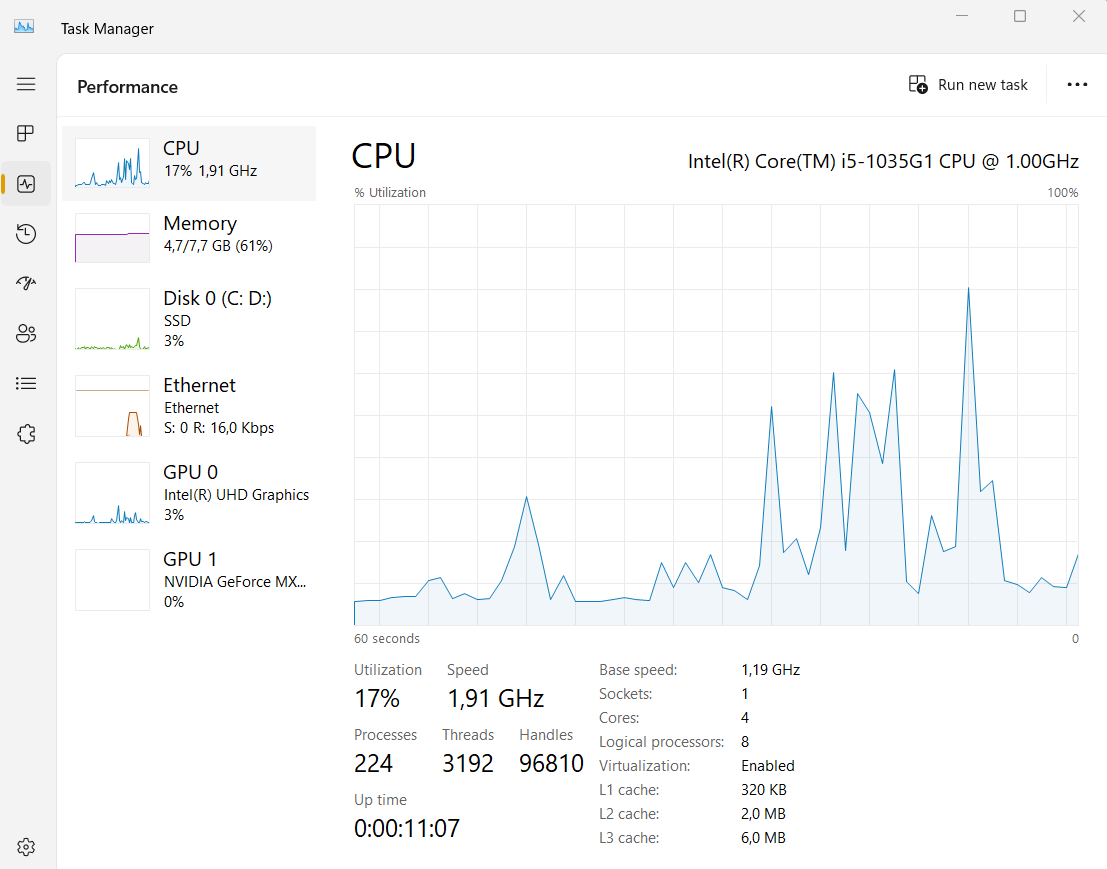 Task Manager
Performance
Run new task
CPU
17% 1,91 GHz
Memory
4,7/7,7 GB (61%)
Disk 0 (C: D:)
SSD
3%
Ethernet
Ethernet
S: 0 R: 16,0 Kbps
GPU 0
Intel(R) UHD Graphics
3%
GPU 1
NVIDIA GeForce MX...
0%
CPU
Intel(R) Core(TM) i5-1035G1 CPU @ 1.00GHz
% Utilization
100%
60 seconds
0
Utilization
17%
Speed
1,91 GHz
Processes
224
Threads
3192
Handles
96810
Up time
0:00:11:07
Base speed: 1,19 GHz
Sockets: 1
Cores: 4
Logical processors: 8
Virtualization: Enabled
L1 cache: 320 KB
L2 cache: 2,0 MB
L3 cache: 6,0 MB